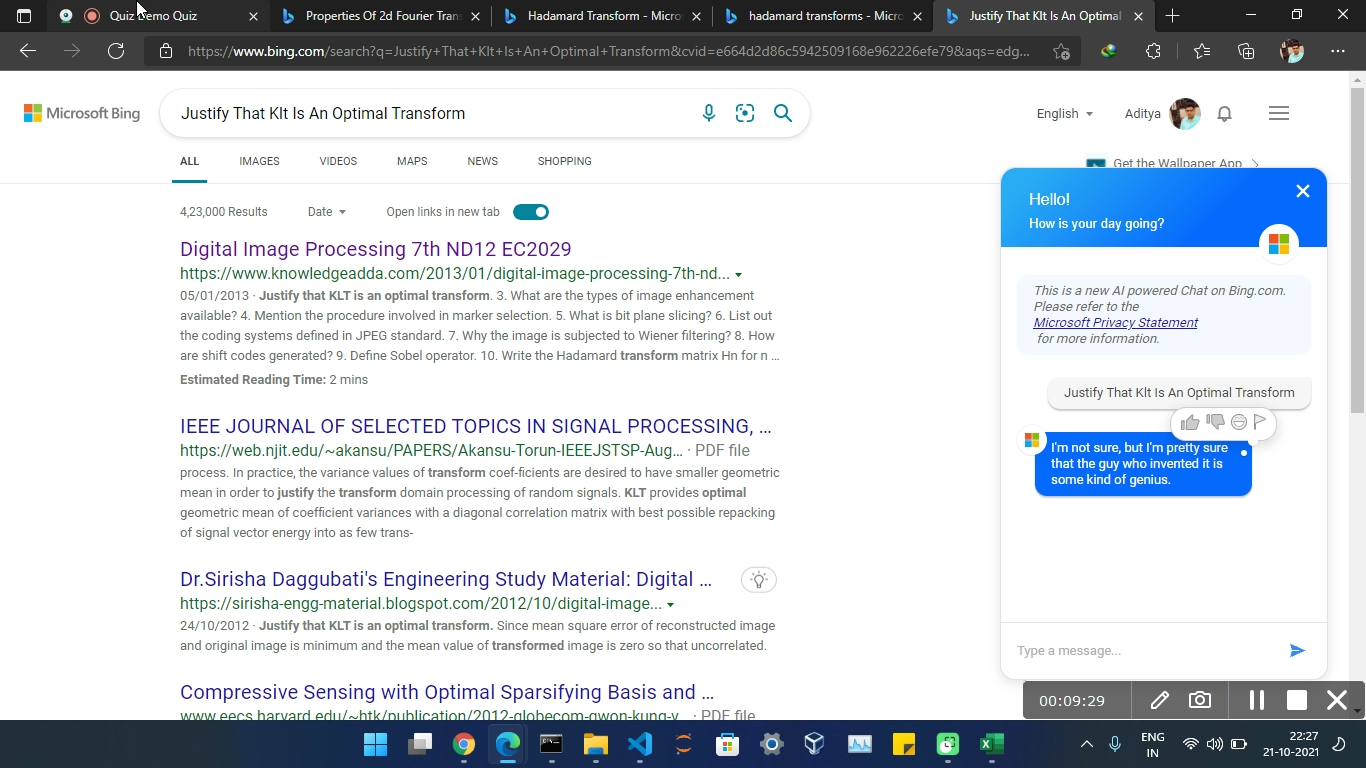 Quiz Demo Quiz
Properties Of 2d Fourier Trans
Hadamard Transform - Micros
hadamard transforms - Micro
Justify That Klt Is An Optimal
https://www.bing.com/search?q=Justify+That+Klt+Is+An+Optimal+Transform&cvid=e664d2d86c5942509168e962226efe79&aqs=edg...
Microsoft Bing
Justify That Klt Is An Optimal Transform
English
Aditya
ALL
IMAGES
VIDEOS
MAPS
NEWS
SHOPPING
Get the Wallpaper App
4,23,000 Results
Date
Open links in new tab
Digital Image Processing 7th ND12 EC2029
https://www.knowledgeadda.com/2013/01/digital-image-processing-7th-nd...
05/01/2013 · Justify that KLT is an optimal transform. 3. What are the types of image enhancement
available? 4. Mention the procedure involved in marker selection. 5. What is bit plane slicing? 6. List out
the coding systems defined in JPEG standard. 7. Why the image is subjected to Wiener filtering? 8. How
are shift codes generated? 9. Define Sobel operator. 10. Write the Hadamard transform matrix Hn for n ...
Estimated Reading Time: 2 mins
IEEE JOURNAL OF SELECTED TOPICS IN SIGNAL PROCESSING, ...
https://web.njit.edu/~akansu/PAPERS/Akansu-Torun-IEEEJSTSP-Aug... · PDF file
process. In practice, the variance values of transform coef-ficients are desired to have smaller geometric
mean in order to justify the transform domain processing of random signals. KLT provides optimal
geometric mean of coefficient variances with a diagonal correlation matrix with best possible repacking
of signal vector energy into as few trans-
Dr.Sirisha Daggubati's Engineering Study Material: Digital ...
https://sirisha-engg-material.blogspot.com/2012/10/digital-image...
24/10/2012 · Justify that KLT is an optimal transform. Since mean square error of reconstructed image
and original image is minimum and the mean value of transformed image is zero so that uncorrelated.
Compressive Sensing with Optimal Sparsifying Basis and ...
www.eecs.harvard.edu/~htk/publication/2012-globecom-gwon-kung-v... · PDF file
Hello!
How is your day going?
This is a new AI powered Chat on Bing.com.
Please refer to the
Microsoft Privacy Statement
for more information.
Justify That Klt Is An Optimal Transform
I'm not sure, but I'm pretty sure
that the guy who invented it is
some kind of genius.
Type a message...
00:09:29
ENG
IN
22:27
21-10-2021